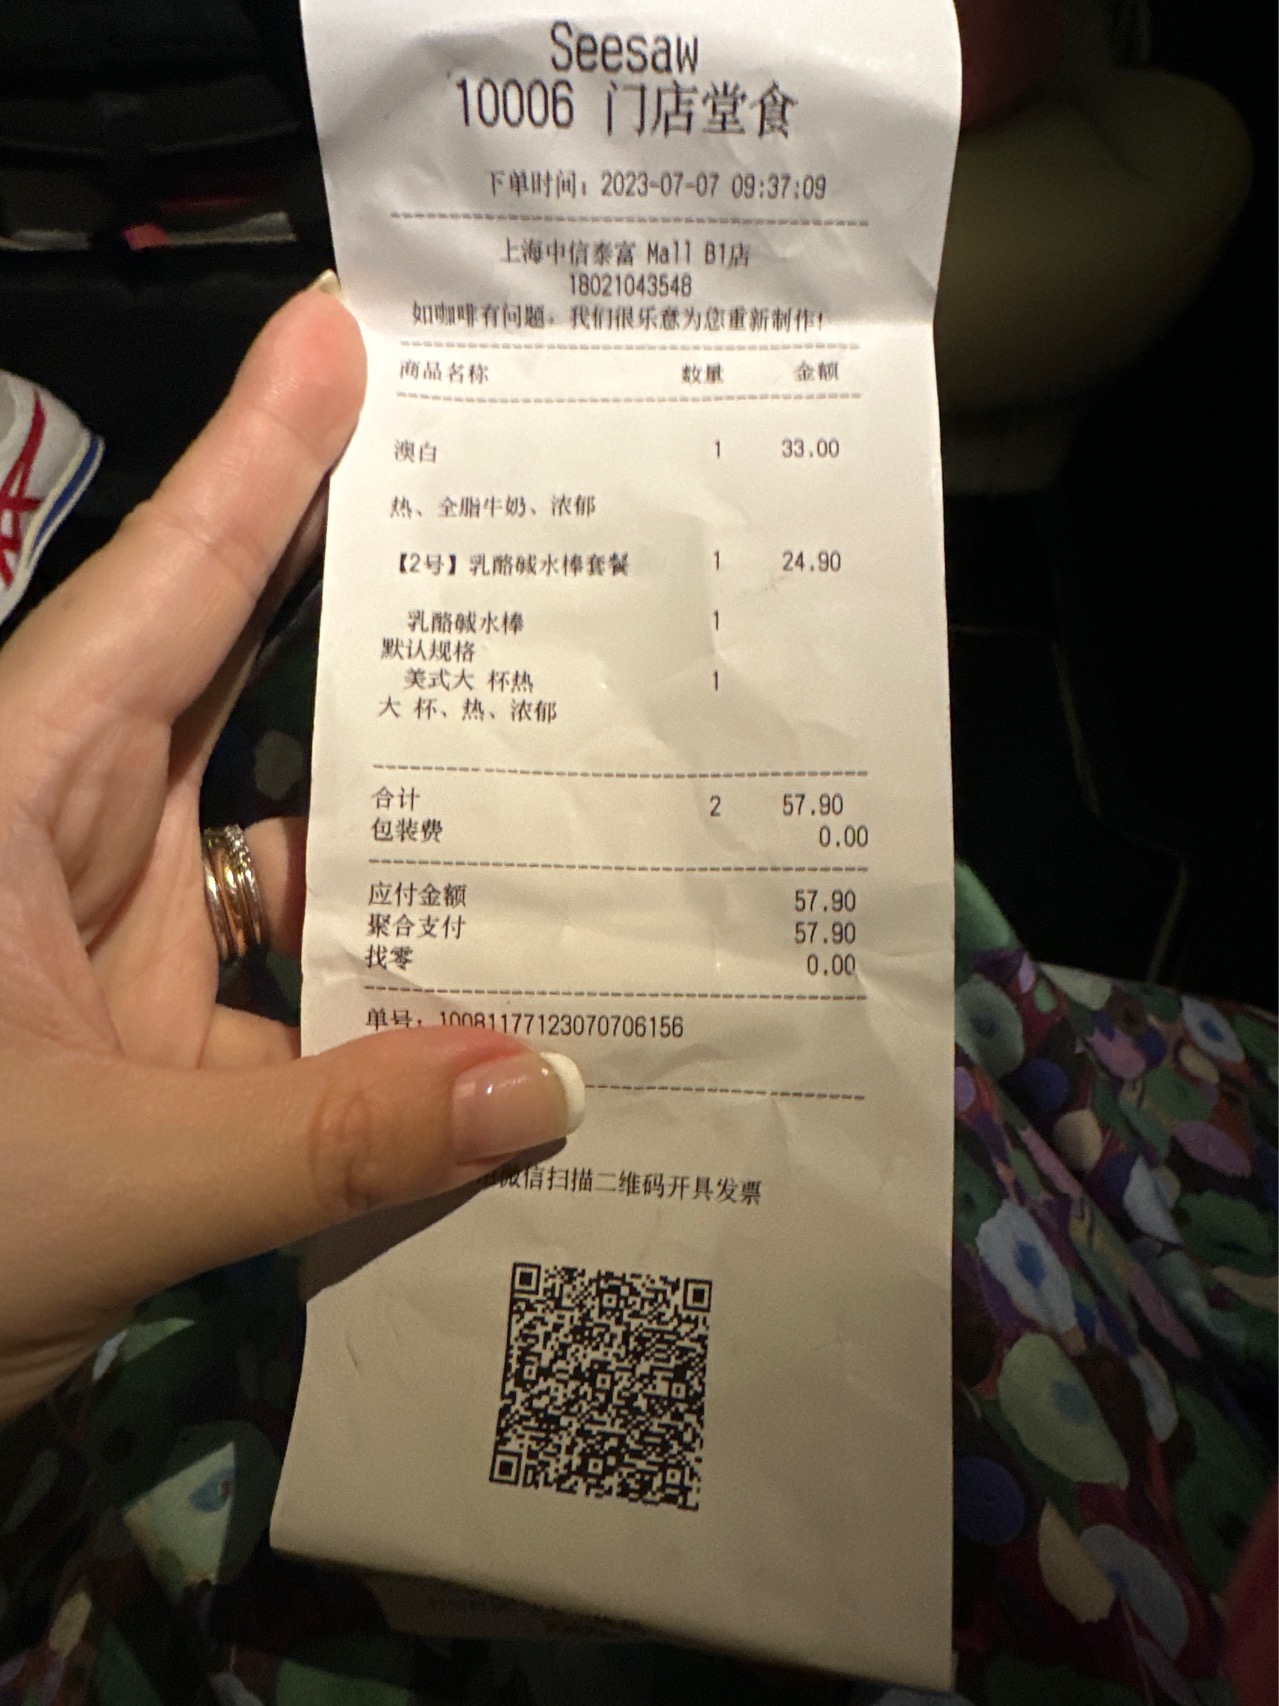 Seesaw
10006 门店堂食
下单时间：2023-07-07 09:37:09
上海中信泰富 Mall B1店
18021043548
如咖啡有问题，我们很乐意为您重新制作！
商品名称 数量 金额
澳白 1 33.00
热、全脂牛奶、浓郁
【2号】乳酪碱水棒套餐 1 24.90
乳酪碱水棒 1
默认规格
美式大 杯热 1
大 杯、热、浓郁
合计 2 57.90
包装费 0.00
应付金额 57.90
聚合支付 57.90
找零 0.00
单号：10081177123070706156
微信扫描二维码开具发票